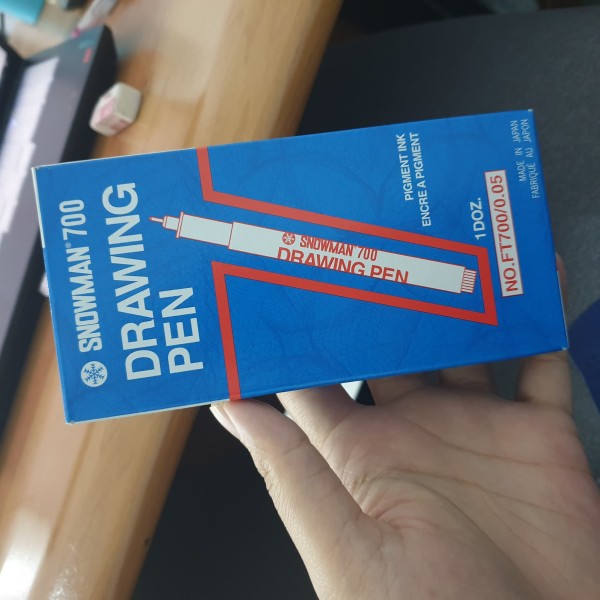 SNOWMAN® 700
DRAWING
PEN
SNOWMAN® 700
DRAWING PEN
PIGMENT INK
ENCRE A PIGMENT
1DOZ.
NO.FT700/0.05
MADE IN JAPAN
FABRIQUÉ AU JAPON